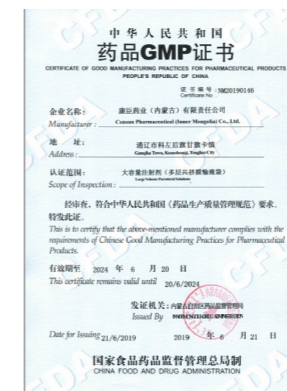 中华人民共和国
药品GMP证书
CERTIFICATE OF GOOD MANUFACTURING PRACTICES FOR PHARMACEUTICAL PRODUCTS
PEOPLE'S REPUBLIC OF CHINA
证书编号：NM20190146
Certificate No
企业名称： 康臣药业（内蒙古）有限责任公司
Manufacturer : Consun Pharmaceutical (Inner Mongolia) Co., Ltd.
地 址： 通辽市科左后旗甘旗卡镇
Address : Ganqika Town, Kezuohouqi, Tongliao City
认证范围： 大容量注射剂（多层共挤膜输液袋）
Scope of Inspection : Large Volume Parenteral Solutions
经审查，符合中华人民共和国《药品生产质量管理规范》要求。
特发此证。
This is to certify that the above-mentioned manufacturer complies with the
requirements of Chinese Good Manufacturing Practices for Pharmaceutical
Products.
有效期至 2024 年 6 月 20 日
This certificate remains valid until 20/6/2024
发证机关：内蒙古自治区药品监督管理局
Issued By
Date for Issuing 21/6/2019 2019 年 6 月 21 日
国家食品药品监督管理总局制
CHINA FOOD AND DRUG ADMINISTRATION